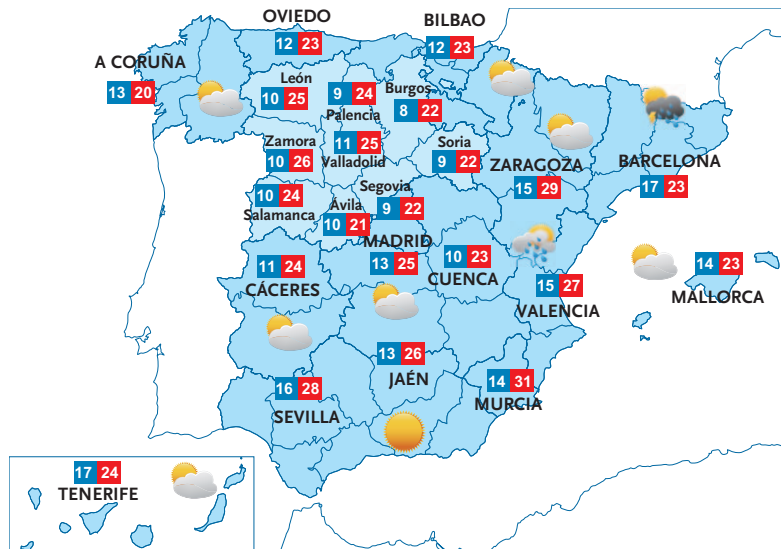 OVIEDO
12 23
BILBAO
12 23
A CORUÑA
13 20
León
10 25
9 24
Palencia
Burgos
8 22
Zamora
10 26
11 25
Valladolid
Soria
9 22
ZARAGOZA
15 29
BARCELONA
17 23
10 24
Salamanca
Ávila
10 21
Segovia
9 22
MADRID
13 25
10 23
CUENCA
11 24
CÁCERES
15 27
VALENCIA
14 23
MALLORCA
13 26
JAÉN
14 31
MURCIA
16 28
SEVILLA
17 24
TENERIFE